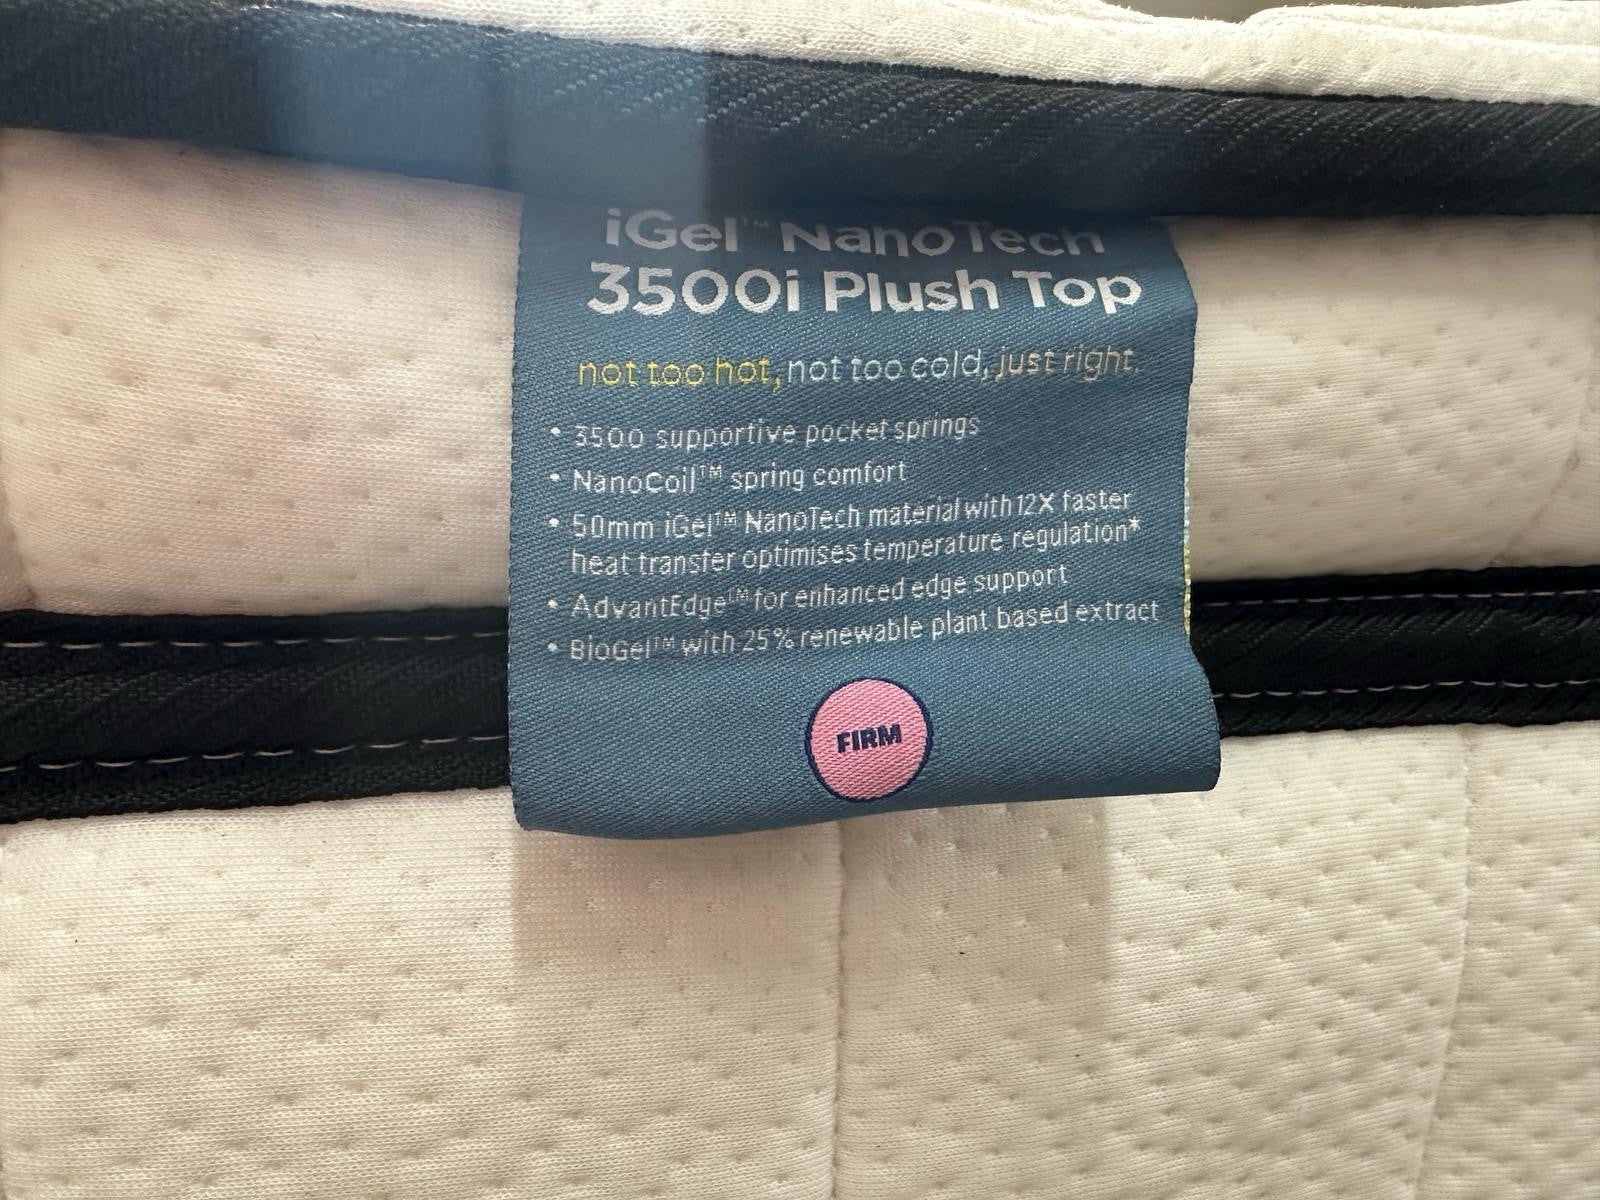 iGel™ NanoTech
3500i Plush Top
not too hot, not too cold, just right.
• 3500 supportive pocket springs
• NanoCoil™ spring comfort
• 50mm iGel™ NanoTech material with 12X faster
heat transfer optimises temperature regulation*
• AdvantEdge™ for enhanced edge support
• BioGel™ with 25% renewable plant based extract
FIRM